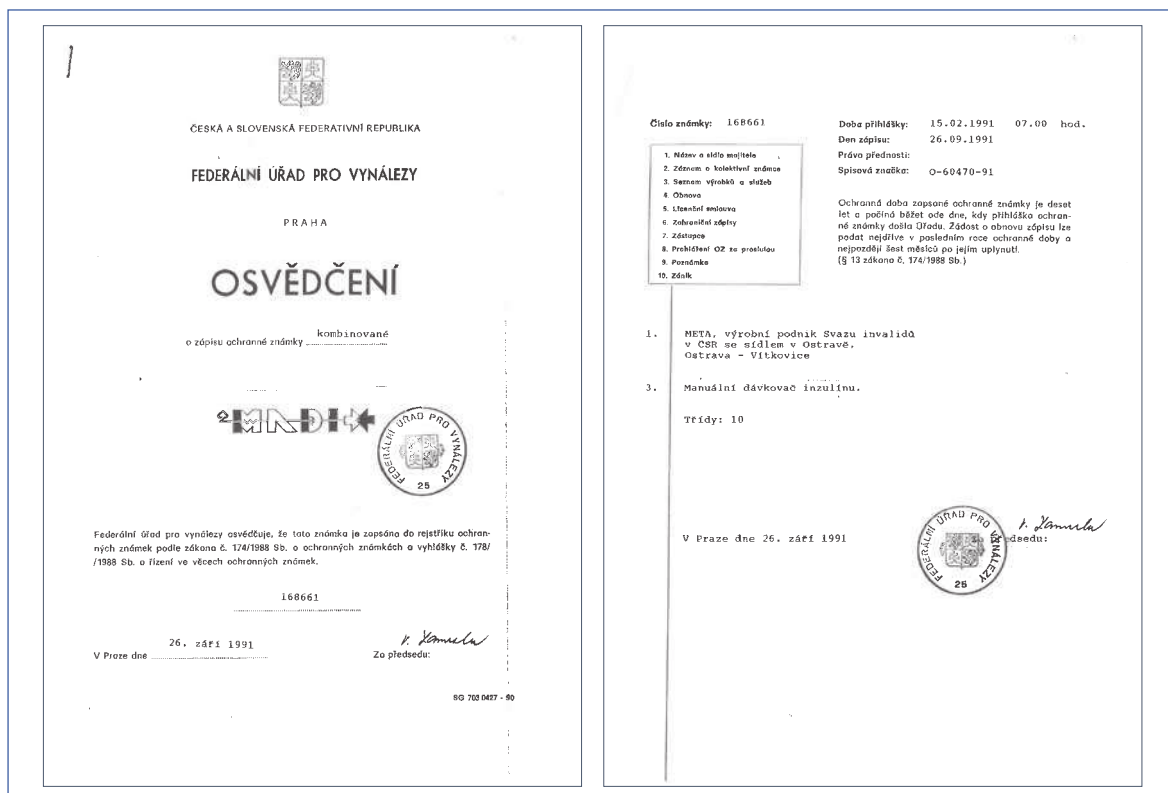 ČESKÁ A SLOVENSKÁ FEDERATIVNÍ REPUBLIKA
FEDERÁLNÍ ÚŘAD PRO VYNÁLEZY
PRAHA
OSVĚDČENÍ
kombinované
o zápisu ochranné známky
MADI
FEDERÁLNÍ ÚŘAD PRO VYNÁLEZY
25
Federální úřad pro vynálezy osvědčuje, že tato známka je zapsána do rejstříku ochran-
ných známek podle zákona č. 174/1988 Sb. o ochranných známkách a vyhlášky č. 178/
/1988 Sb. o řízení ve věcech ochranných známek.
168661
26. září 1991
V Praze dne
Za předsedu:
SG 703 0427 - 90
Číslo známky: 168661
Doba přihlášky: 15.02.1991 07.00 hod.
Den zápisu: 26.09.1991
Právo přednosti:
Spisová značka: O-60470-91
1. Název a sídlo majitele
2. Záznam o kolektivní známce
3. Seznam výrobků a služeb
4. Obnova
5. Licenční smlouva
6. Zahraniční zápisy
7. Zástupce
8. Prohlášení OZ za proslulou
9. Poznámka
10. Zánik
Ochranná doba zapsané ochranné známky je deset
let a počíná běžet ode dne, kdy přihláška ochran-
né známky došla Úřadu. Žádost o obnovu zápisu lze
podat nejdříve v posledním roce ochranné doby a
nejpozději šest měsíců po jejím uplynutí.
(§ 13 zákona č. 174/1988 Sb.)
1. META, výrobní podnik Svazu invalidů
v ČSR se sídlem v Ostravě,
Ostrava - Vítkovice
3. Manuální dávkovač inzulínu.
Třídy: 10
V Praze dne 26. září 1991
FEDERÁLNÍ ÚŘAD PRO VYNÁLEZY
25
Za předsedu: